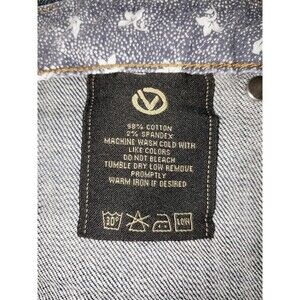 98% COTTON
2% SPANDEX
MACHINE WASH COLD WITH
LIKE COLORS
DO NOT BLEACH
TUMBLE DRY LOW REMOVE
PROMPTLY
WARM IRON IF DESIRED
30° LOW